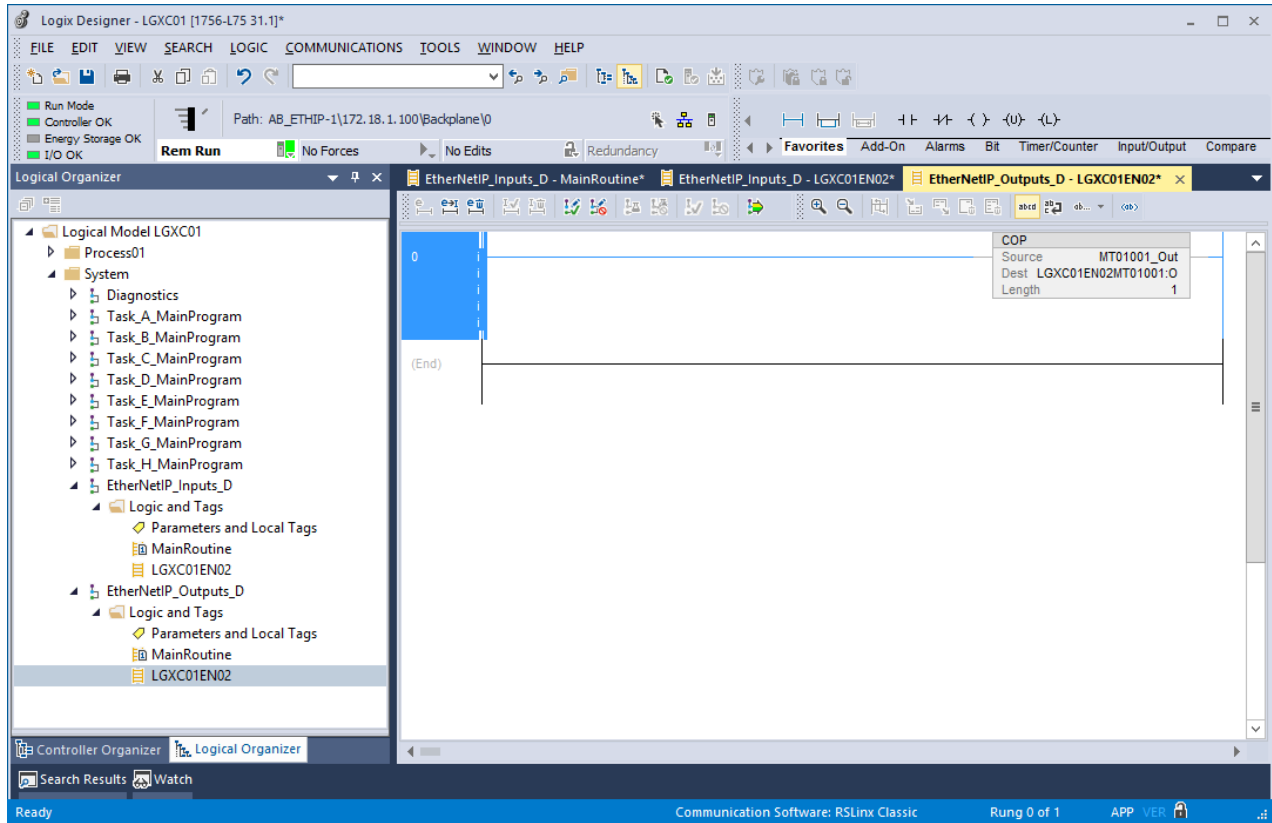 Logix Designer - LGXC01 [1756-L75 31.1]*
FILE EDIT VIEW SEARCH LOGIC COMMUNICATIONS TOOLS WINDOW HELP
Run Mode
Controller OK
Energy Storage OK
I/O OK
Path: AB_ETHIP-1\172.18.1.100\Backplane\0
Rem Run
No Forces
No Edits
Redundancy
(U) (L)
Favorites Add-On Alarms Bit Timer/Counter Input/Output Compare
Logical Organizer
Logical Model LGXC01
Process01
System
Diagnostics
Task_A_MainProgram
Task_B_MainProgram
Task_C_MainProgram
Task_D_MainProgram
Task_E_MainProgram
Task_F_MainProgram
Task_G_MainProgram
Task_H_MainProgram
EtherNetIP_Inputs_D
Logic and Tags
Parameters and Local Tags
MainRoutine
LGXC01EN02
EtherNetIP_Outputs_D
Logic and Tags
Parameters and Local Tags
MainRoutine
LGXC01EN02
Controller Organizer Logical Organizer
EtherNetIP_Inputs_D - MainRoutine* EtherNetIP_Inputs_D - LGXC01EN02* EtherNetIP_Outputs_D - LGXC01EN02*
abcd ab... <ab>
0
i
i
i
i
i
COP
Source MT01001_Out
Dest LGXC01EN02MT01001:O
Length 1
(End)
Search Results Watch
Ready Communication Software: RSLinx Classic Rung 0 of 1 APP VER